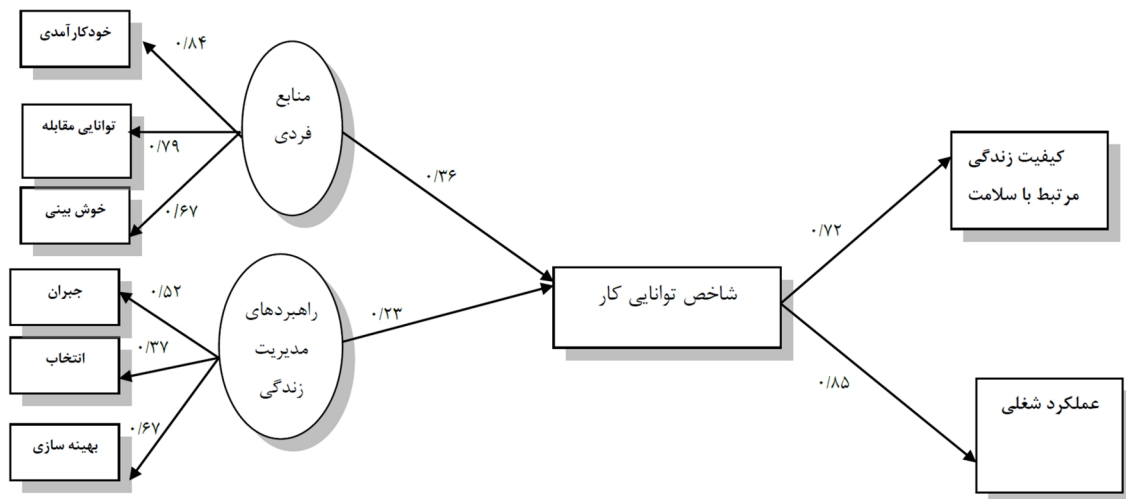 خودکارآمدی
۰/۸۴
منابع
فردی
توانایی مقابله
۰/۷۹
خوش بینی
۰/۶۷
۰/۳۶
کیفیت زندگی
مرتبط با سلامت
۰/۷۲
جبران
۰/۵۲
راهبردهای
مدیریت
زندگی
۰/۲۳
شاخص توانایی کار
انتخاب
۰/۳۷
بهینه سازی
۰/۶۷
۰/۸۵
عملکرد شغلی